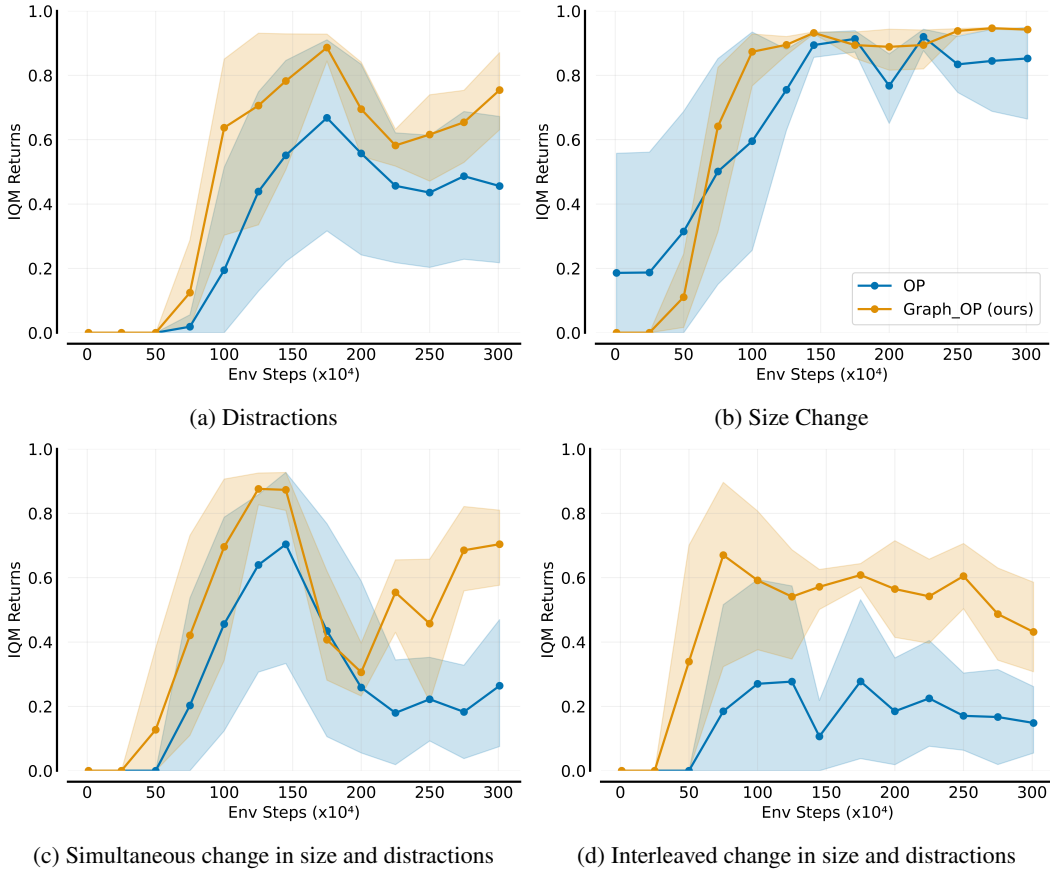 1.0
0.8
0.6
0.4
0.2
0.0
IQM Returns
0 50 100 150 200 250 300
Env Steps (x10⁴)
(a) Distractions
1.0
0.8
0.6
0.4
0.2
0.0
IQM Returns
OP
Graph_OP (ours)
0 50 100 150 200 250 300
Env Steps (x10⁴)
(b) Size Change
1.0
0.8
0.6
0.4
0.2
0.0
IQM Returns
0 50 100 150 200 250 300
Env Steps (x10⁴)
(c) Simultaneous change in size and distractions
1.0
0.8
0.6
0.4
0.2
0.0
IQM Returns
0 50 100 150 200 250 300
Env Steps (x10⁴)
(d) Interleaved change in size and distractions